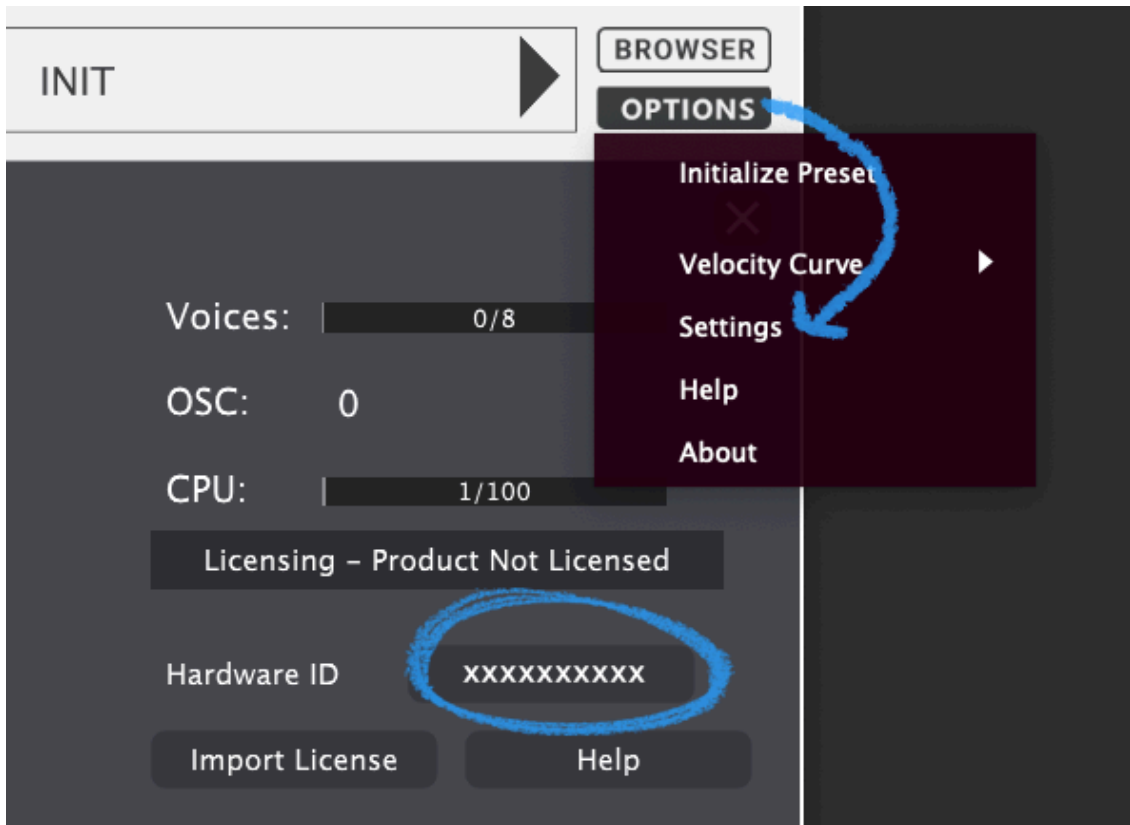 INIT
BROWSER
OPTIONS
Initialize Preset
Velocity Curve
Settings
Help
About
Voices: 0/8
OSC: 0
CPU: 1/100
Licensing – Product Not Licensed
Hardware ID xxxxxxxxxx
Import License Help